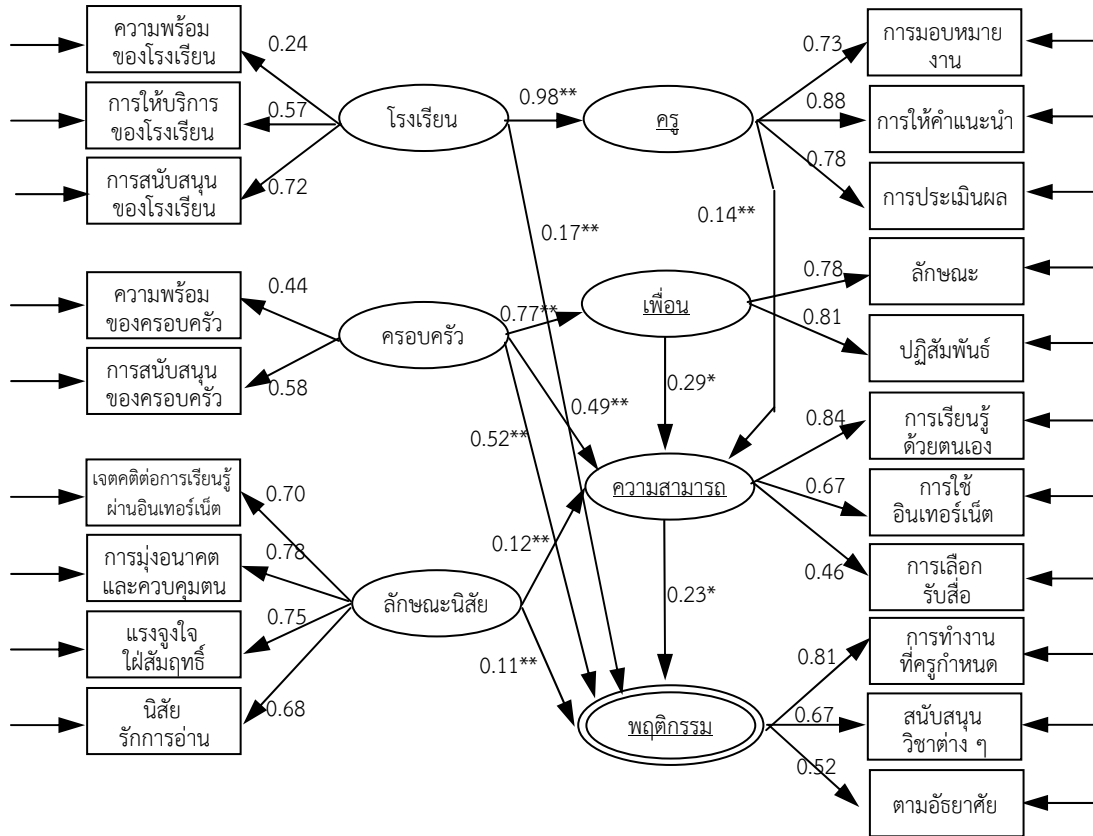 ความพร้อม
ของโรงเรียน
0.24
0.73
การมอบหมาย
งาน
การให้บริการ
ของโรงเรียน
0.57
โรงเรียน
0.98**
ครู
0.88
การให้คำแนะนำ
การสนับสนุน
ของโรงเรียน
0.72
0.78
การประเมินผล
0.17**
0.14**
ความพร้อม
ของครอบครัว
0.44
ครอบครัว
0.77**
เพื่อน
0.78
ลักษณะ
0.81
ปฏิสัมพันธ์
การสนับสนุน
ของครอบครัว
0.58
0.29*
0.49**
0.52**
0.84
การเรียนรู้
ด้วยตนเอง
เจตคติต่อการเรียนรู้
ผ่านอินเทอร์เน็ต
0.70
ความสามารถ
0.67
การใช้
อินเทอร์เน็ต
การมุ่งอนาคต
และควบคุมตน
0.78
0.12**
0.46
การเลือก
รับสื่อ
ลักษณะนิสัย
0.23*
แรงจูงใจ
ใฝ่สัมฤทธิ์
0.75
0.11**
0.81
การทำงาน
ที่ครูกำหนด
นิสัย
รักการอ่าน
0.68
พฤติกรรม
0.67
สนับสนุน
วิชาต่าง ๆ
0.52
ตามอัธยาศัย